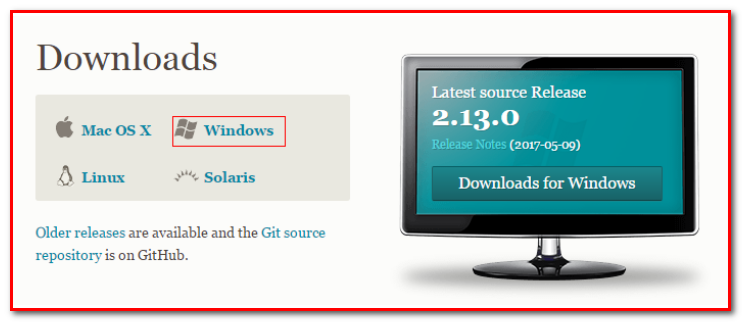 Downloads
Mac OS X
Windows
Linux
Solaris
Older releases are available and the Git source
repository is on GitHub.
Latest source Release
2.13.0
Release Notes (2017-05-09)
Downloads for Windows